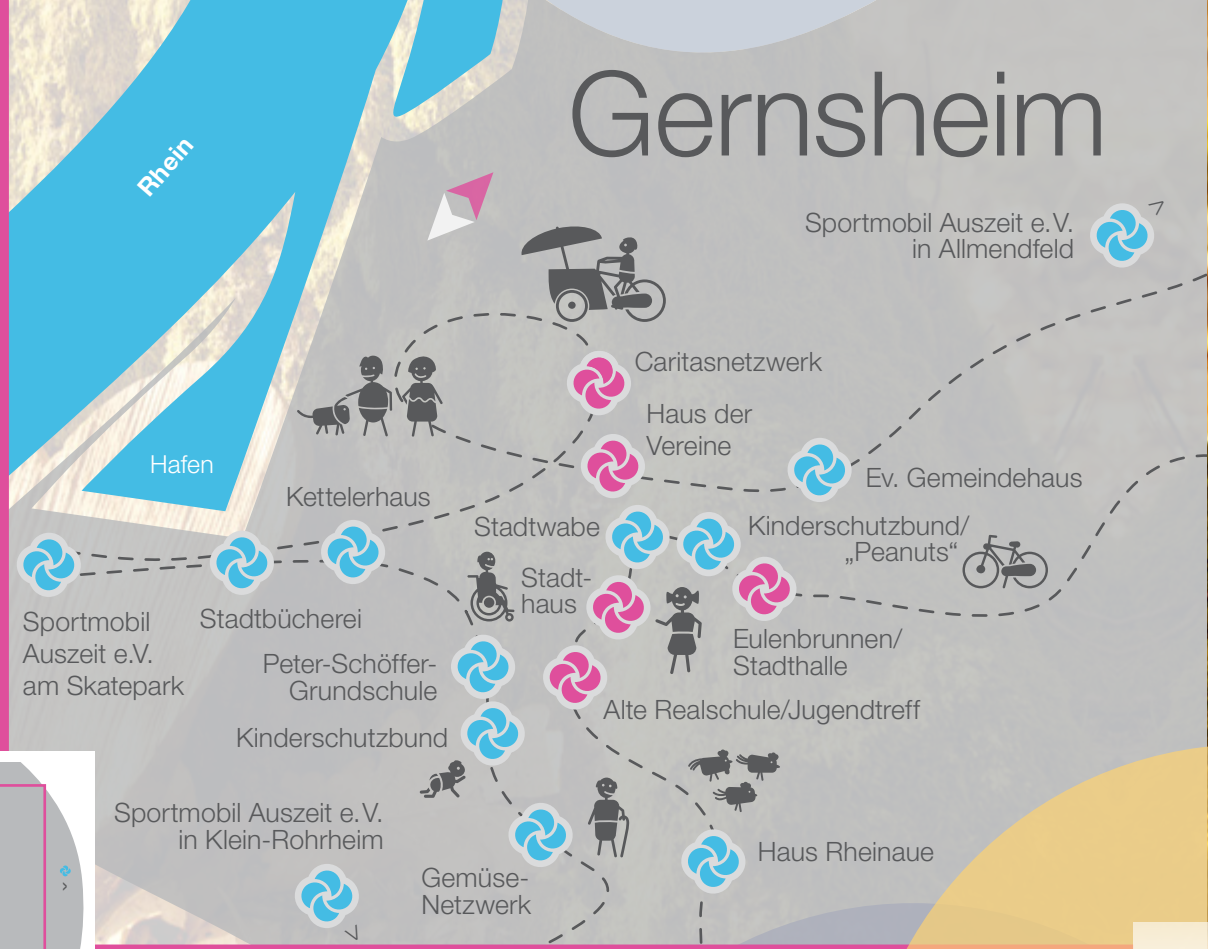 Gernsheim
Rhein
Sportmobil Auszeit e.V.
in Allmendfeld
Caritasnetzwerk
Haus der
Vereine
Hafen
Ev. Gemeindehaus
Kettelerhaus
Stadtwabe
Kinderschutzbund/
„Peanuts“
Stadt-
haus
Sportmobil
Auszeit e.V.
am Skatepark
Stadtbücherei
Eulenbrunnen/
Stadthalle
Peter-Schöffer-
Grundschule
Alte Realschule/Jugendtreff
Kinderschutzbund
Sportmobil Auszeit e.V.
in Klein-Rohrheim
Haus Rheinaue
Gemüse-
Netzwerk